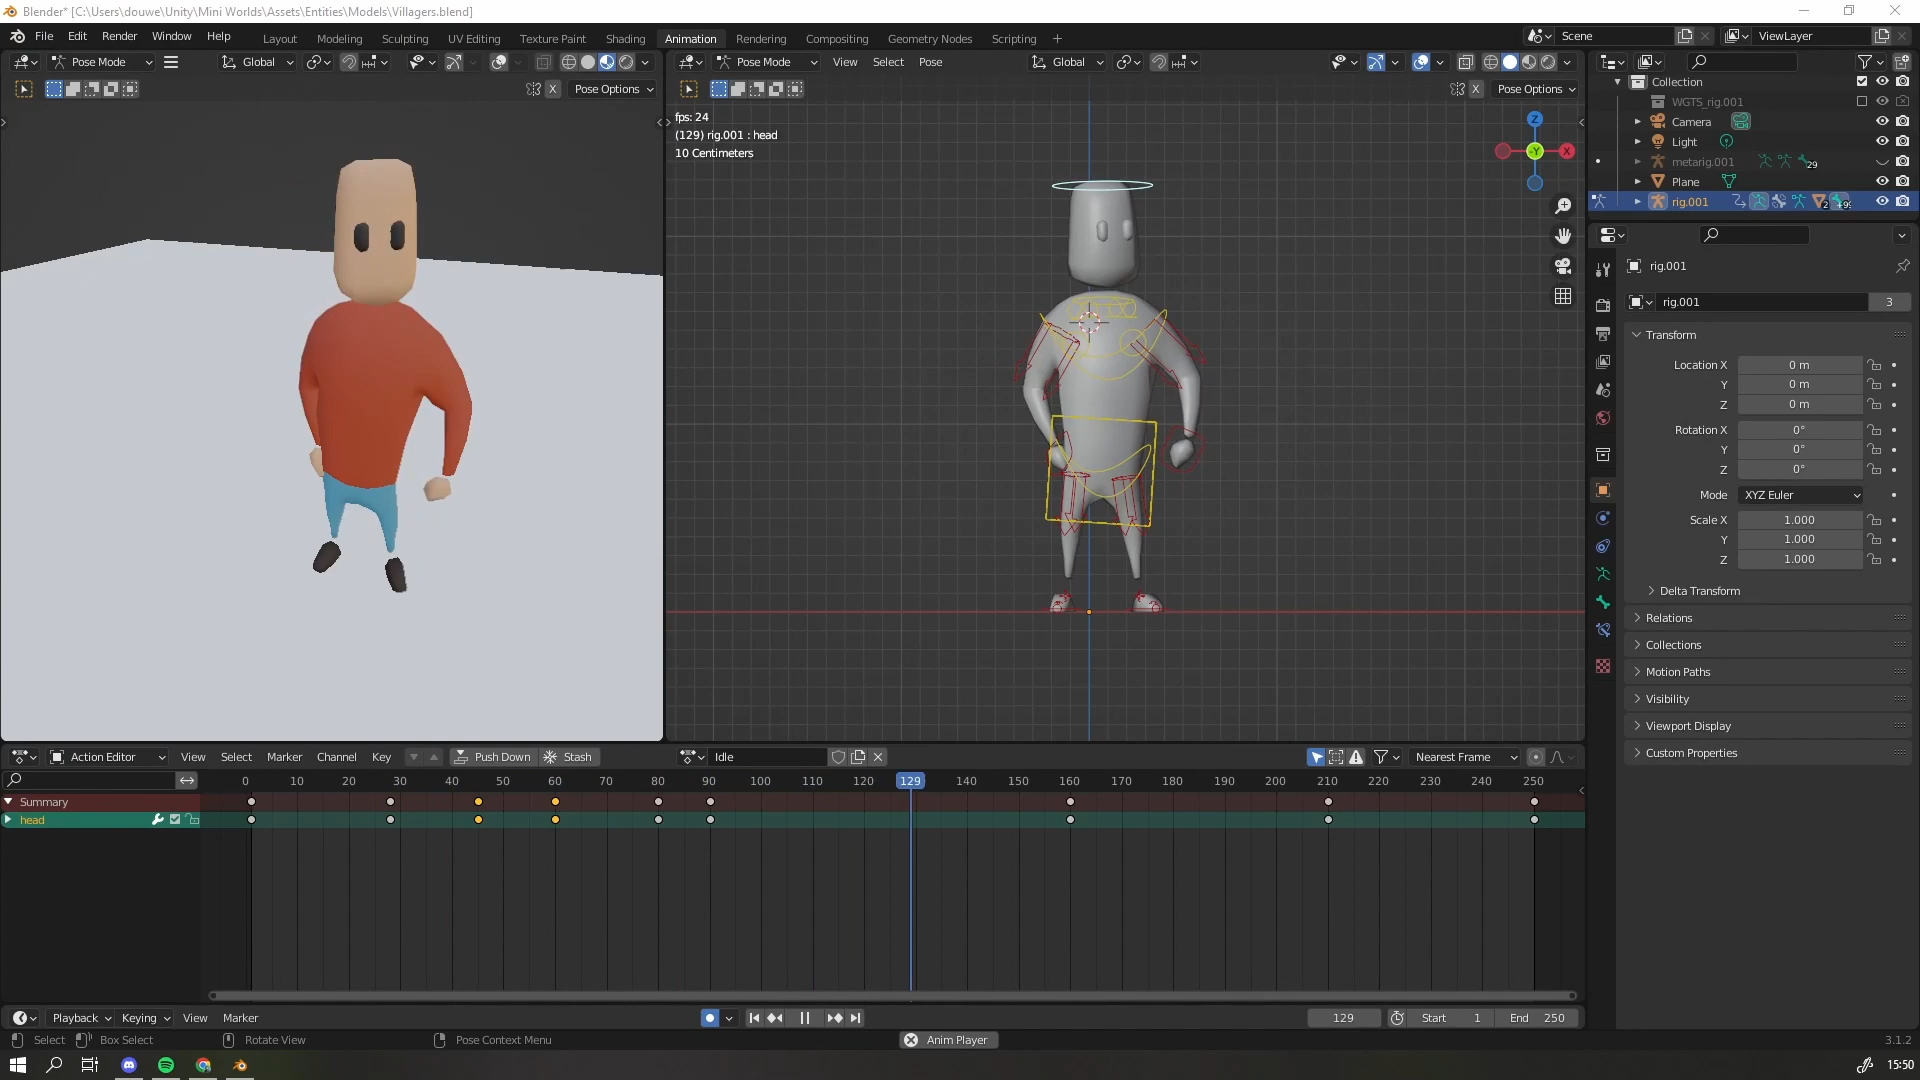 Blender* [C:\Users\douwe\Unity\Mini Worlds\Assets\Entities\Models\Villagers.blend]
File Edit Render Window Help Layout Modeling Sculpting UV Editing Texture Paint Shading Animation Rendering Compositing Geometry Nodes Scripting + Scene ViewLayer
Pose Mode Global Pose Mode View Select Pose Global
X Pose Options X Pose Options
Collection
WGTS_rig.001
Camera
Light
metarig.001 29
Plane
rig.001 2 +99
fps: 24
(129) rig.001 : head
10 Centimeters
Z
-Y X
rig.001
rig.001 3
Transform
Location X 0 m
Y 0 m
Z 0 m
Rotation X 0°
Y 0°
Z 0°
Mode XYZ Euler
Scale X 1.000
Y 1.000
Z 1.000
Delta Transform
Relations
Collections
Motion Paths
Visibility
Viewport Display
Custom Properties
Action Editor View Select Marker Channel Key Push Down Stash Idle Nearest Frame
0 10 20 30 40 50 60 70 80 90 100 110 120 129 140 150 160 170 180 190 200 210 220 230 240 250
Summary
head
Playback Keying View Marker 129 Start 1 End 250
Select Box Select Rotate View Pose Context Menu Anim Player 3.1.2
15:50